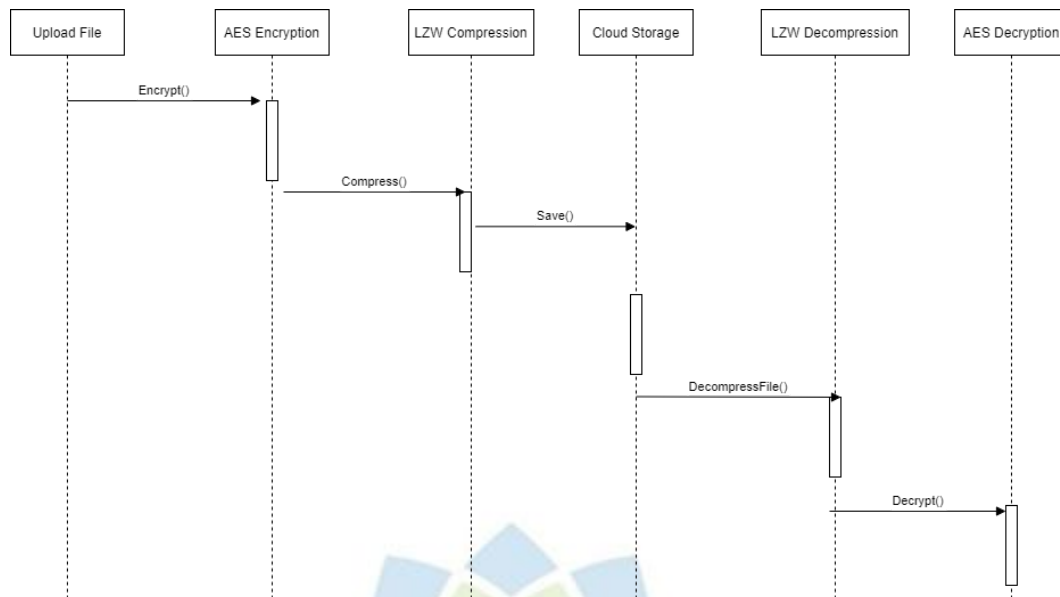 Upload File
AES Encryption
LZW Compression
Cloud Storage
LZW Decompression
AES Decryption
Encrypt()
Compress()
Save()
DecompressFile()
Decrypt()